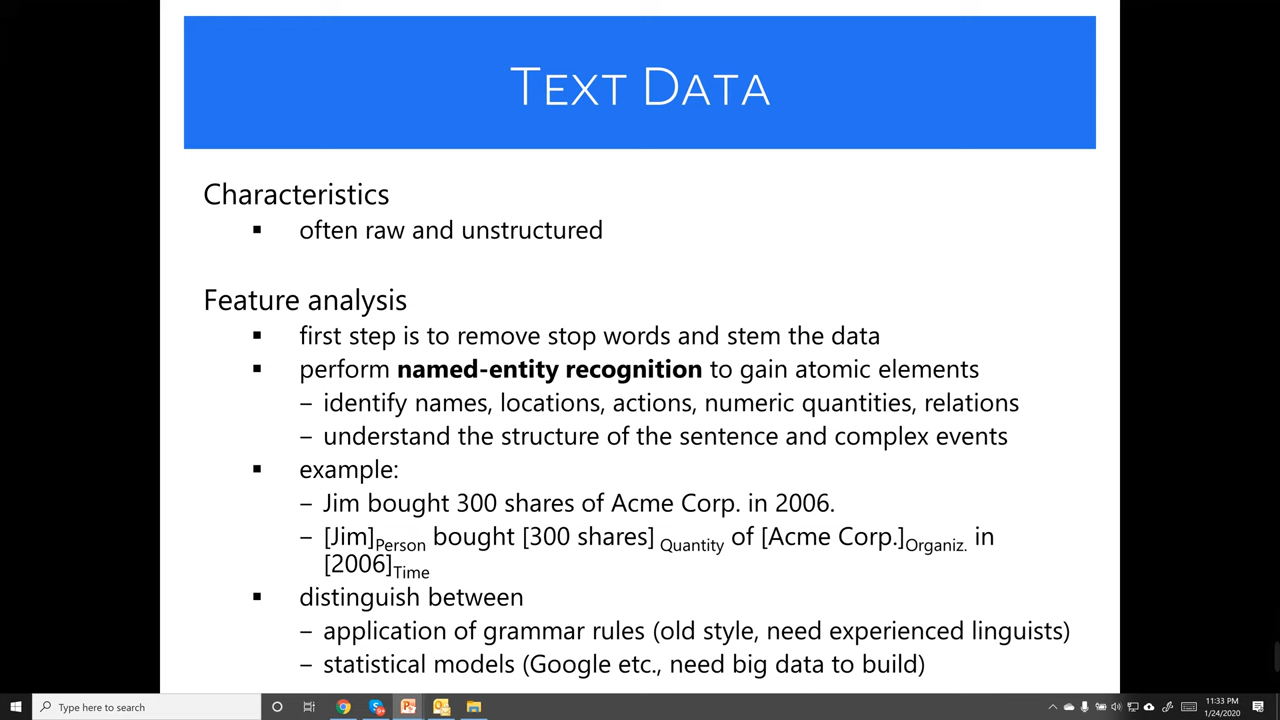 TEXT DATA
Characteristics
▪ often raw and unstructured
Feature analysis
▪ first step is to remove stop words and stem the data
▪ perform named-entity recognition to gain atomic elements
– identify names, locations, actions, numeric quantities, relations
– understand the structure of the sentence and complex events
▪ example:
– Jim bought 300 shares of Acme Corp. in 2006.
– [Jim]Person bought [300 shares] Quantity of [Acme Corp.]Organiz. in
[2006]Time
▪ distinguish between
– application of grammar rules (old style, need experienced linguists)
– statistical models (Google etc., need big data to build)
Type here to search
11:33 PM
1/24/2020